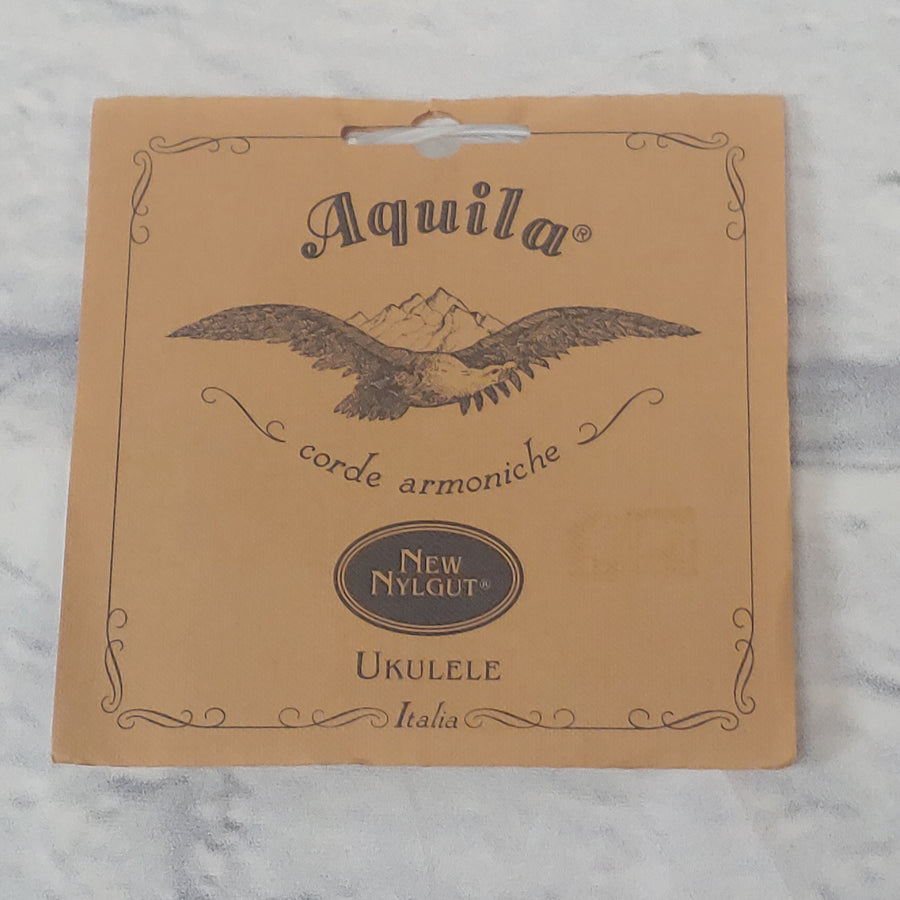 Aquila®
corde armoniche
New
Nylgut®
Ukulele
Italia